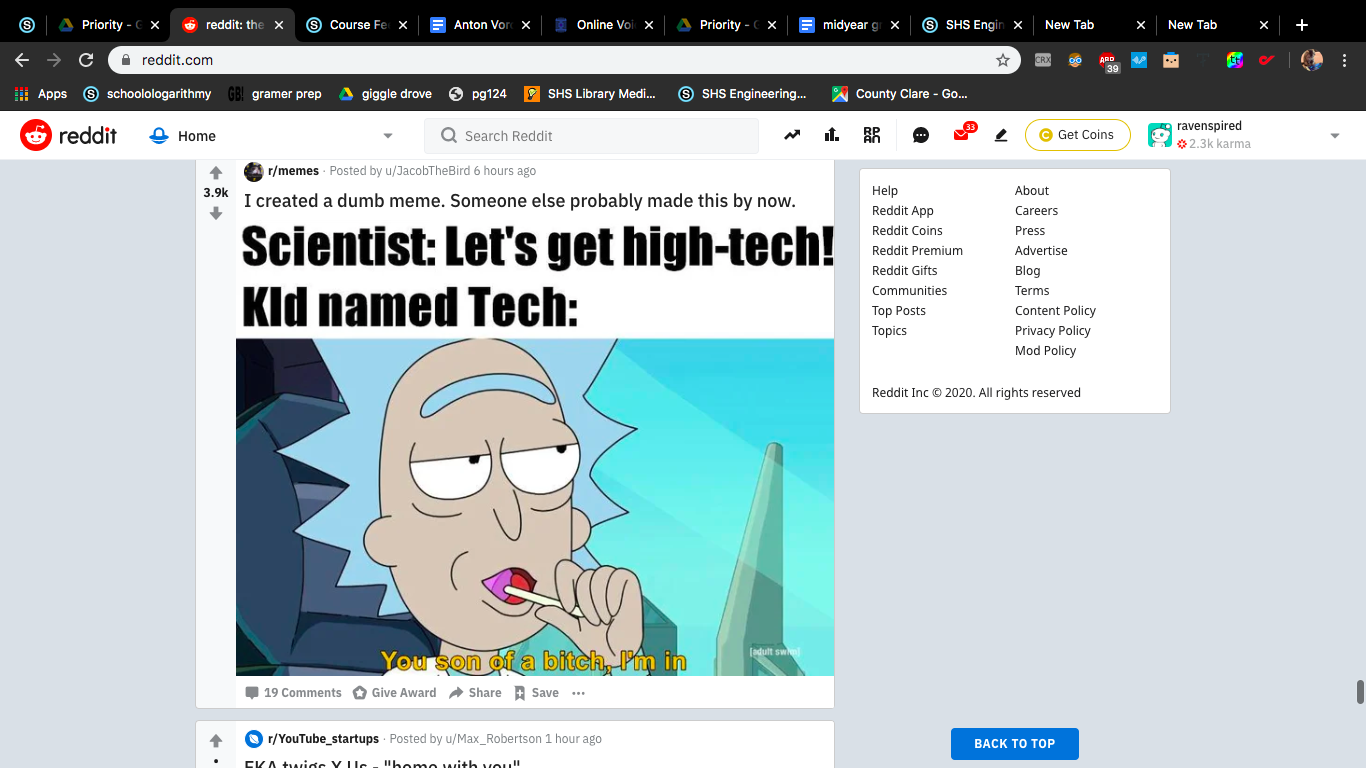 Priority - G
reddit: the
Course Fe
Anton Vor
Online Voi
Priority - G
midyear g
SHS Engin
New Tab
New Tab
reddit.com
CRX
ABP
39
Apps
schoolologarithmy
GB!
gramer prep
giggle drove
pg124
SHS Library Medi...
SHS Engineering...
County Clare - Go...
reddit
Home
Search Reddit
33
Get Coins
ravenspired
2.3k karma
r/memes · Posted by u/JacobTheBird 6 hours ago
3.9k
I created a dumb meme. Someone else probably made this by now.
Scientist: Let's get high-tech!
KId named Tech:
You son of a bitch, I'm in
[adult swim]
19 Comments
Give Award
Share
Save
r/YouTube_startups · Posted by u/Max_Robertson 1 hour ago
FKA twigs X Us - "home with you"
Help
About
Reddit App
Careers
Reddit Coins
Press
Reddit Premium
Advertise
Reddit Gifts
Blog
Communities
Terms
Top Posts
Content Policy
Topics
Privacy Policy
Mod Policy
Reddit Inc © 2020. All rights reserved
BACK TO TOP